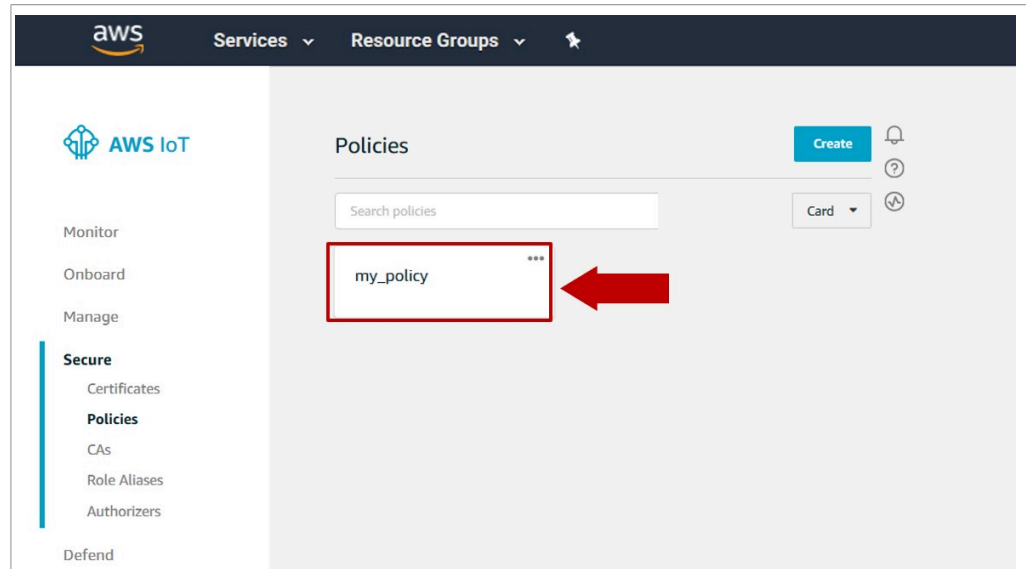 aws Services Resource Groups
AWS IoT
Policies
Create
Search policies
Card
my_policy
Monitor
Onboard
Manage
Secure
Certificates
Policies
CAs
Role Aliases
Authorizers
Defend